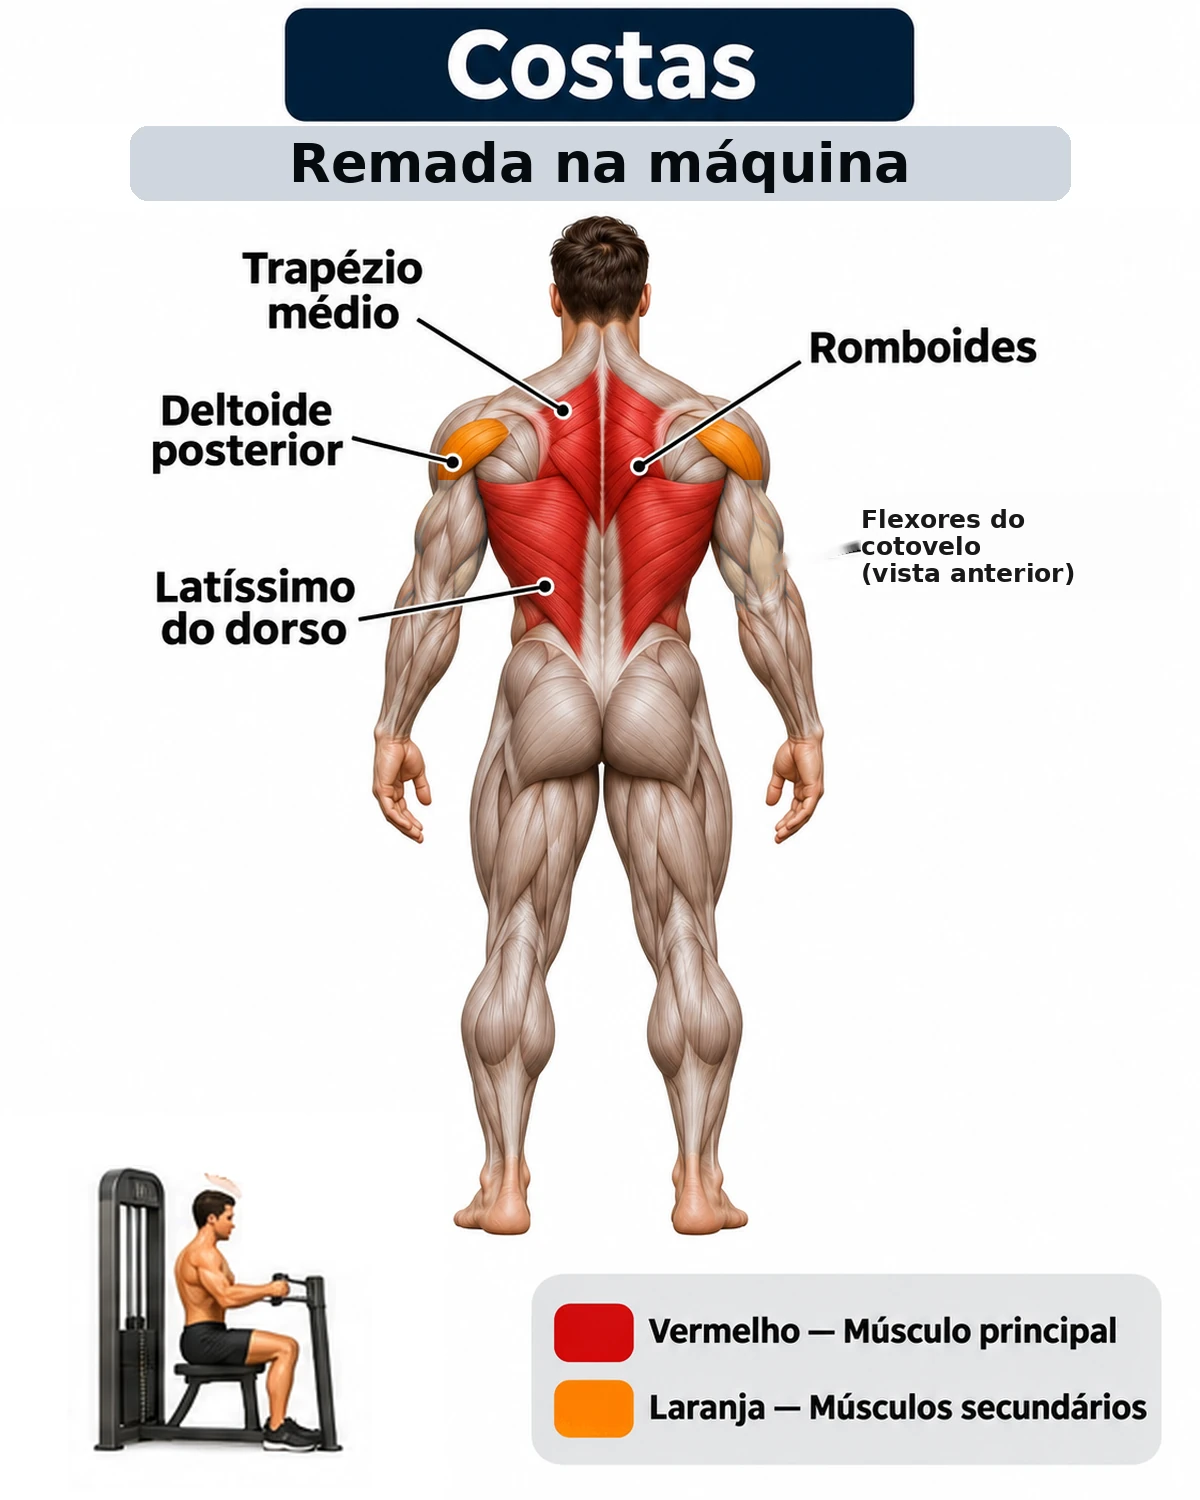 Costas
Remada na máquina
Trapézio
médio
Romboides
Deltoide
posterior
Flexores do
cotovelo
(vista anterior)
Latíssimo
do dorso
Vermelho — Músculo principal
Laranja — Músculos secundários